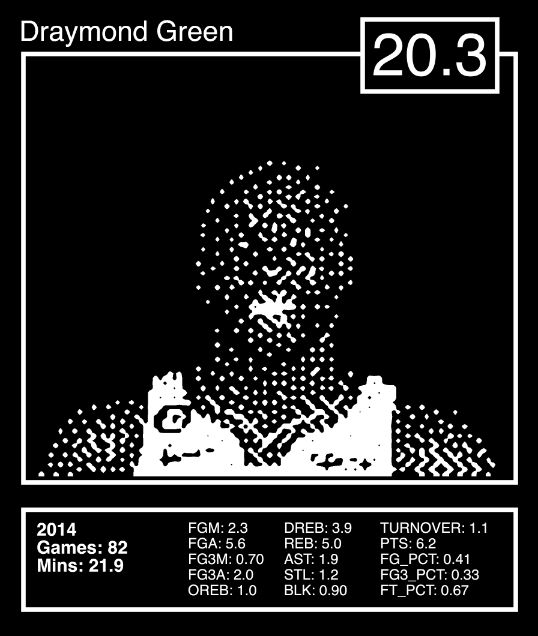 Draymond Green
20.3
2014
Games: 82
Mins: 21.9
FGM: 2.3
FGA: 5.6
FG3M: 0.70
FG3A: 2.0
OREB: 1.0
DREB: 3.9
REB: 5.0
AST: 1.9
STL: 1.2
BLK: 0.90
TURNOVER: 1.1
PTS: 6.2
FG_PCT: 0.41
FG3_PCT: 0.33
FT_PCT: 0.67